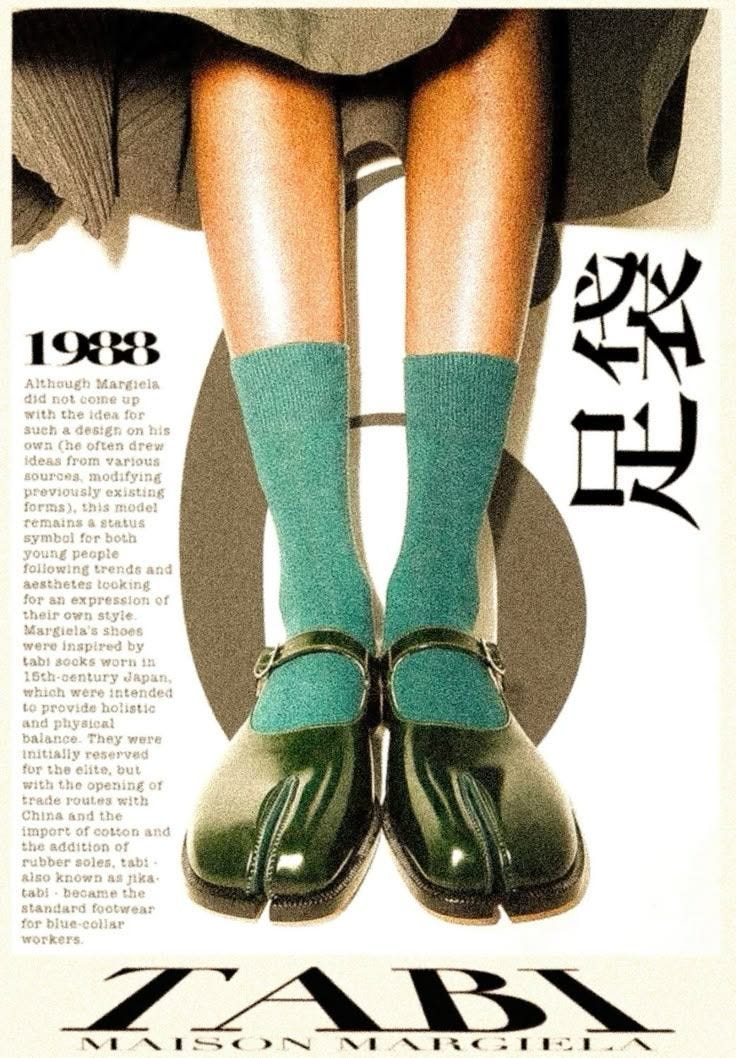 1988
Although Margiela
did not come up
with the idea for
such a design on his
own (he often drew
ideas from various
sources, modifying
previously existing
forms), this model
remains a status
symbol for both
young people
following trends and
aesthetes looking
for an expression of
their own style.
Margiela's shoes
were inspired by
tabi socks worn in
15th-century Japan,
which were intended
to provide holistic
and physical
balance. They were
initially reserved
for the elite, but
with the opening of
trade routes with
China and the
import of cotton and
the addition of
rubber soles, tabi -
also known as jika-
tabi - became the
standard footwear
for blue-collar
workers.
足袋
TABI
MAISON MARGIELA